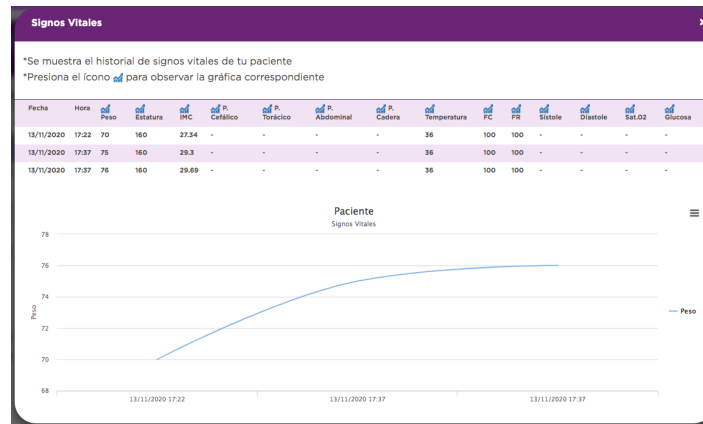 Signos Vitales
*Se muestra el historial de signos vitales de tu paciente
*Presiona el ícono para observar la gráfica correspondiente
Fecha Hora Peso Estatura IMC P. Cefálico P. Torácico P. Abdominal P. Cadera Temperatura FC FR Sístole Díastole Sat.02 Glucosa
13/11/2020 17:22 70 160 27.34 - - - - 36 100 100 - - - -
13/11/2020 17:37 75 160 29.3 - - - - 36 100 100 - - - -
13/11/2020 17:37 76 160 29.69 - - - - 36 100 100 - - - -
Paciente
Signos Vitales
78
76
74
72
70
68
Peso
Peso
13/11/2020 17:22 13/11/2020 17:37 13/11/2020 17:37